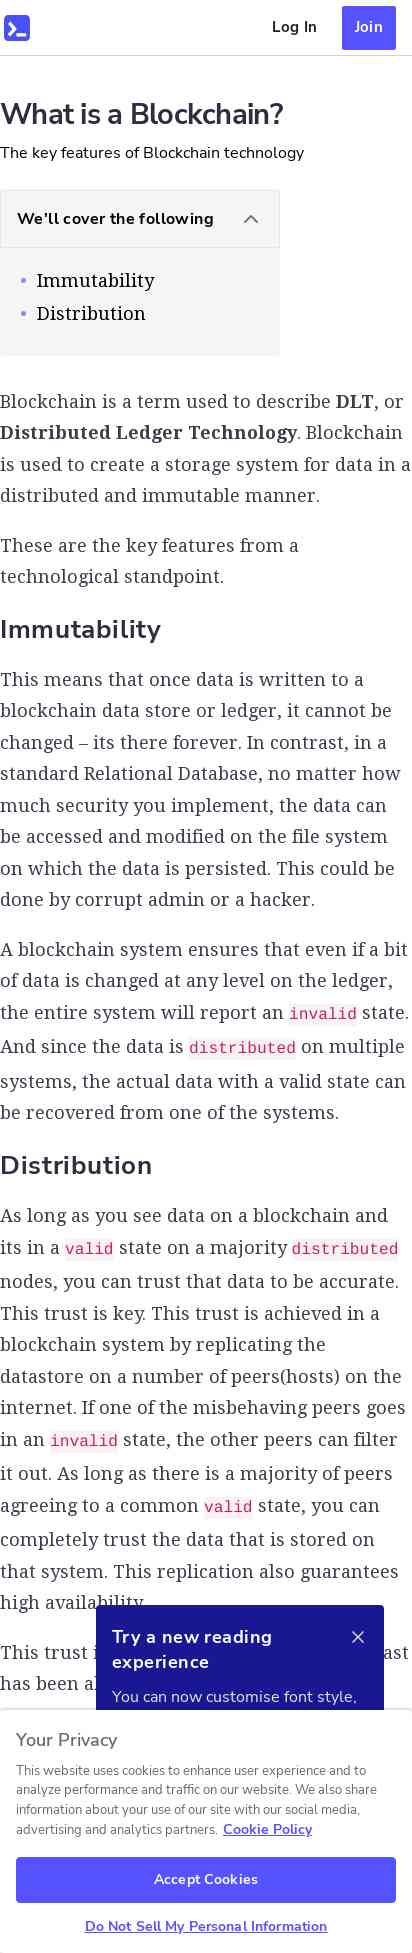 Log In
Join
What is a Blockchain?
The key features of Blockchain technology
We'll cover the following
Immutability
Distribution
Blockchain is a term used to describe DLT, or
Distributed Ledger Technology. Blockchain
is used to create a storage system for data in a
distributed and immutable manner.
These are the key features from a
technological standpoint.
Immutability
This means that once data is written to a
blockchain data store or ledger, it cannot be
changed – its there forever. In contrast, in a
standard Relational Database, no matter how
much security you implement, the data can
be accessed and modified on the file system
on which the data is persisted. This could be
done by corrupt admin or a hacker.
A blockchain system ensures that even if a bit
of data is changed at any level on the ledger,
the entire system will report an invalid state.
And since the data is distributed on multiple
systems, the actual data with a valid state can
be recovered from one of the systems.
Distribution
As long as you see data on a blockchain and
its in a valid state on a majority distributed
nodes, you can trust that data to be accurate.
This trust is key. This trust is achieved in a
blockchain system by replicating the
datastore on a number of peers(hosts) on the
internet. If one of the misbehaving peers goes
in an invalid state, the other peers can filter
it out. As long as there is a majority of peers
agreeing to a common valid state, you can
completely trust the data that is stored on
that system. This replication also guarantees
high availability
This trust
has been
Try a new reading
experience
You can now customise font style,
Your Privacy
This website uses cookies to enhance user experience and to
analyze performance and traffic on our website. We also share
information about your use of our site with our social media,
advertising and analytics partners. Cookie Policy
Accept Cookies
Do Not Sell My Personal Information